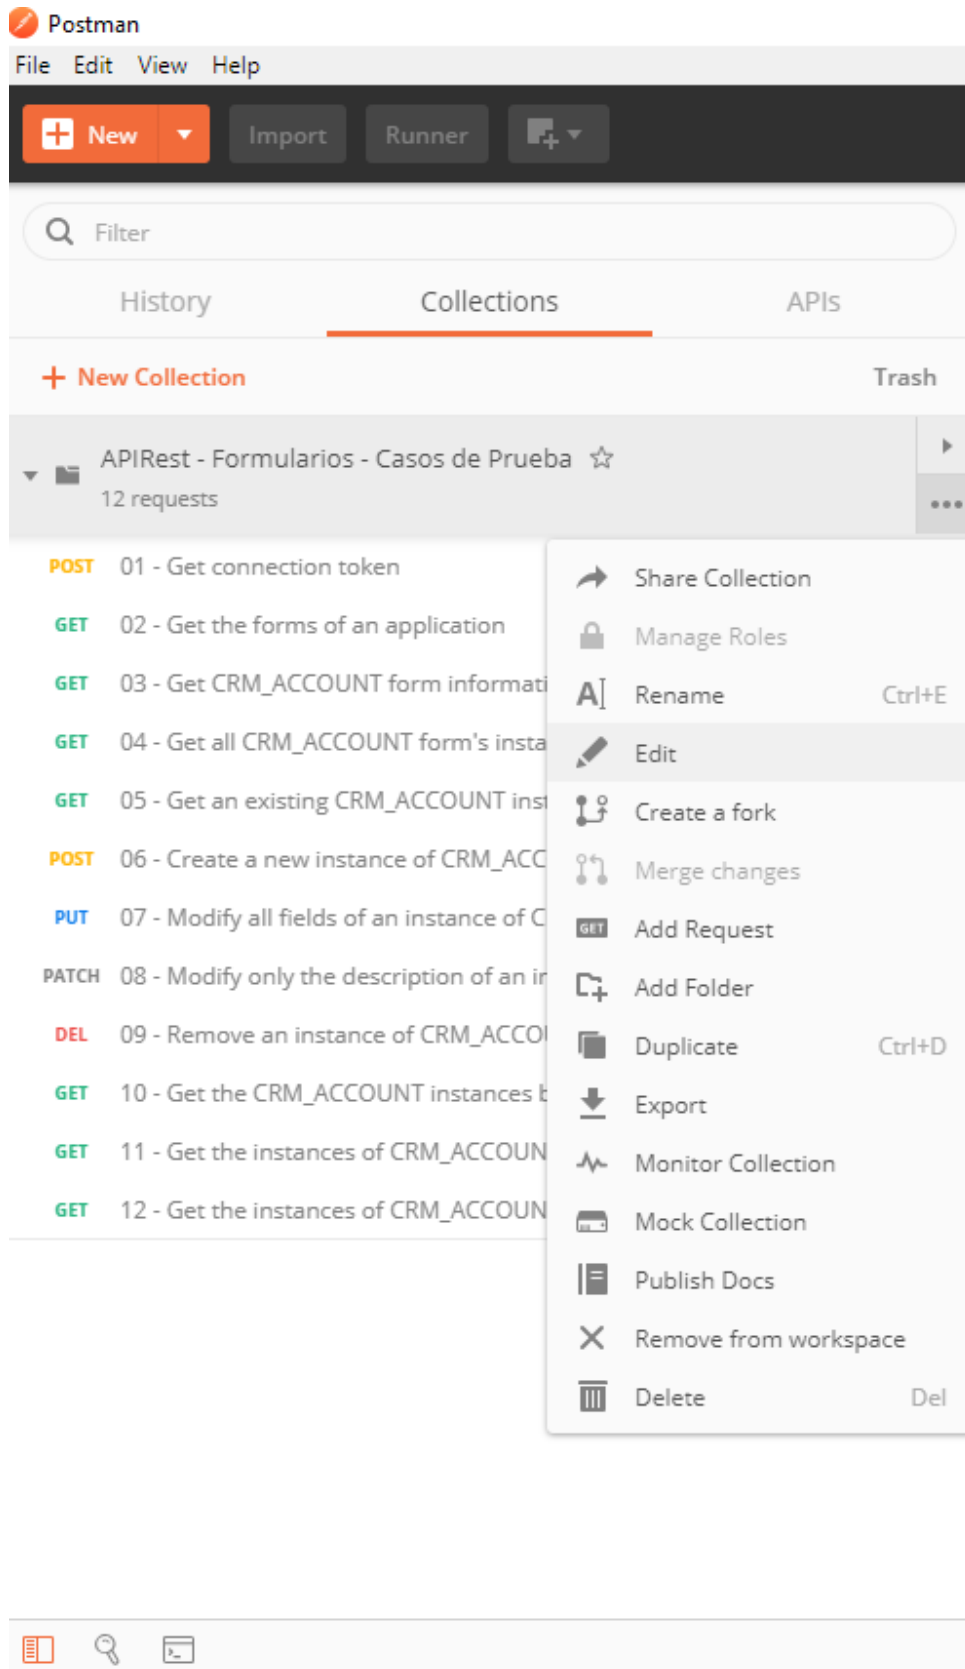 Postman
File Edit View Help
New Import Runner
Filter
History Collections APIs
+ New Collection Trash
APIRest - Formularios - Casos de Prueba
12 requests
POST 01 - Get connection token
GET 02 - Get the forms of an application
GET 03 - Get CRM_ACCOUNT form informati
GET 04 - Get all CRM_ACCOUNT form's insta
GET 05 - Get an existing CRM_ACCOUNT inst
POST 06 - Create a new instance of CRM_ACC
PUT 07 - Modify all fields of an instance of C
PATCH 08 - Modify only the description of an in
DEL 09 - Remove an instance of CRM_ACCOU
GET 10 - Get the CRM_ACCOUNT instances b
GET 11 - Get the instances of CRM_ACCOUN
GET 12 - Get the instances of CRM_ACCOUN
Share Collection
Manage Roles
Rename Ctrl+E
Edit
Create a fork
Merge changes
GET Add Request
Add Folder
Duplicate Ctrl+D
Export
Monitor Collection
Mock Collection
Publish Docs
Remove from workspace
Delete Del